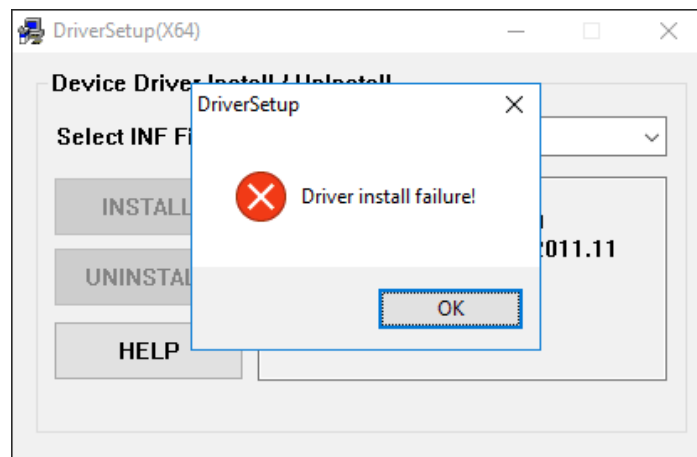 DriverSetup(X64)
Device Driver Install / UnInstall
Select INF Fi
DriverSetup
Driver install failure!
OK
INSTALL
UNINSTAL
HELP
2011.11